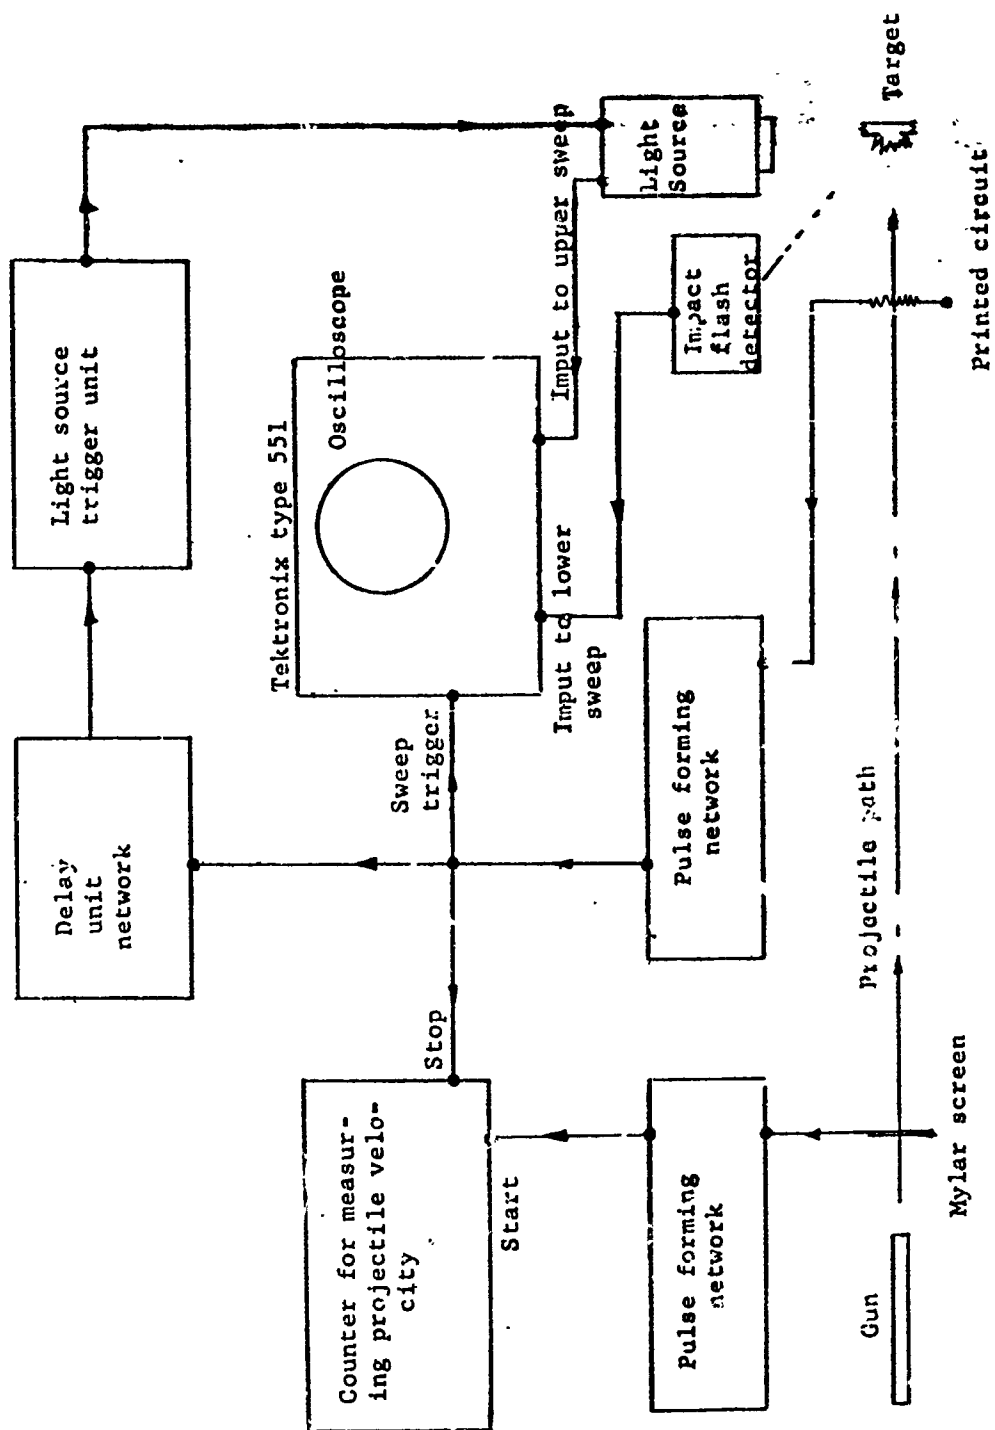 Delay
unit
network
Light source
trigger unit
Tektronix type 551
Oscilloscope
Counter for measur-
ing projectile velo-
city
Stop
Sweep
trigger
Start
Imput to lower
sweep
Imput to upper sweep
Light
Source
Impact
flash
detector
Pulse forming
network
Pulse forming
network
Gun
Projectile path
Target
Mylar screen
Printed circuit